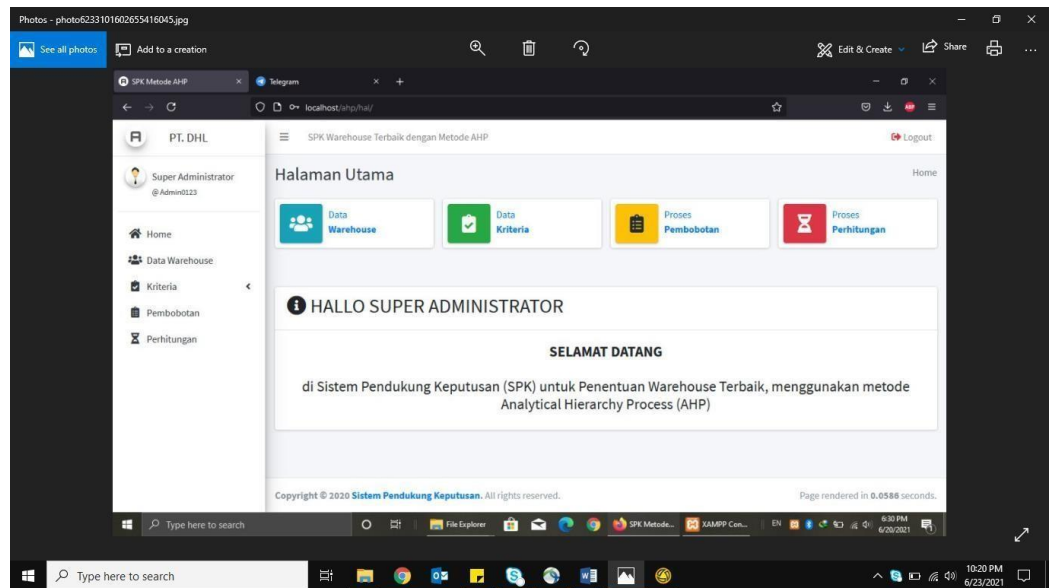 Photos - photo6233101602655416045.jpg
See all photos
Add to a creation
Edit & Create
Share
SPK Metode AHP
Telegram
localhost/ahp/hal/
PT. DHL
SPK Warehouse Terbaik dengan Metode AHP
Logout
Super Administrator
@Admin0123
Halaman Utama
Home
Data
Warehouse
Data
Kriteria
Proses
Pembobotan
Proses
Perhitungan
Home
Data Warehouse
Kriteria
Pembobotan
Perhitungan
HALLO SUPER ADMINISTRATOR
SELAMAT DATANG
di Sistem Pendukung Keputusan (SPK) untuk Penentuan Warehouse Terbaik, menggunakan metode
Analytical Hierarchy Process (AHP)
Copyright © 2020 Sistem Pendukung Keputusan. All rights reserved.
Page rendered in 0.0586 seconds.
Type here to search
File Explorer
SPK Metode...
XAMPP Con...
EN
6:30 PM
6/20/2021
Type here to search
10:20 PM
6/23/2021